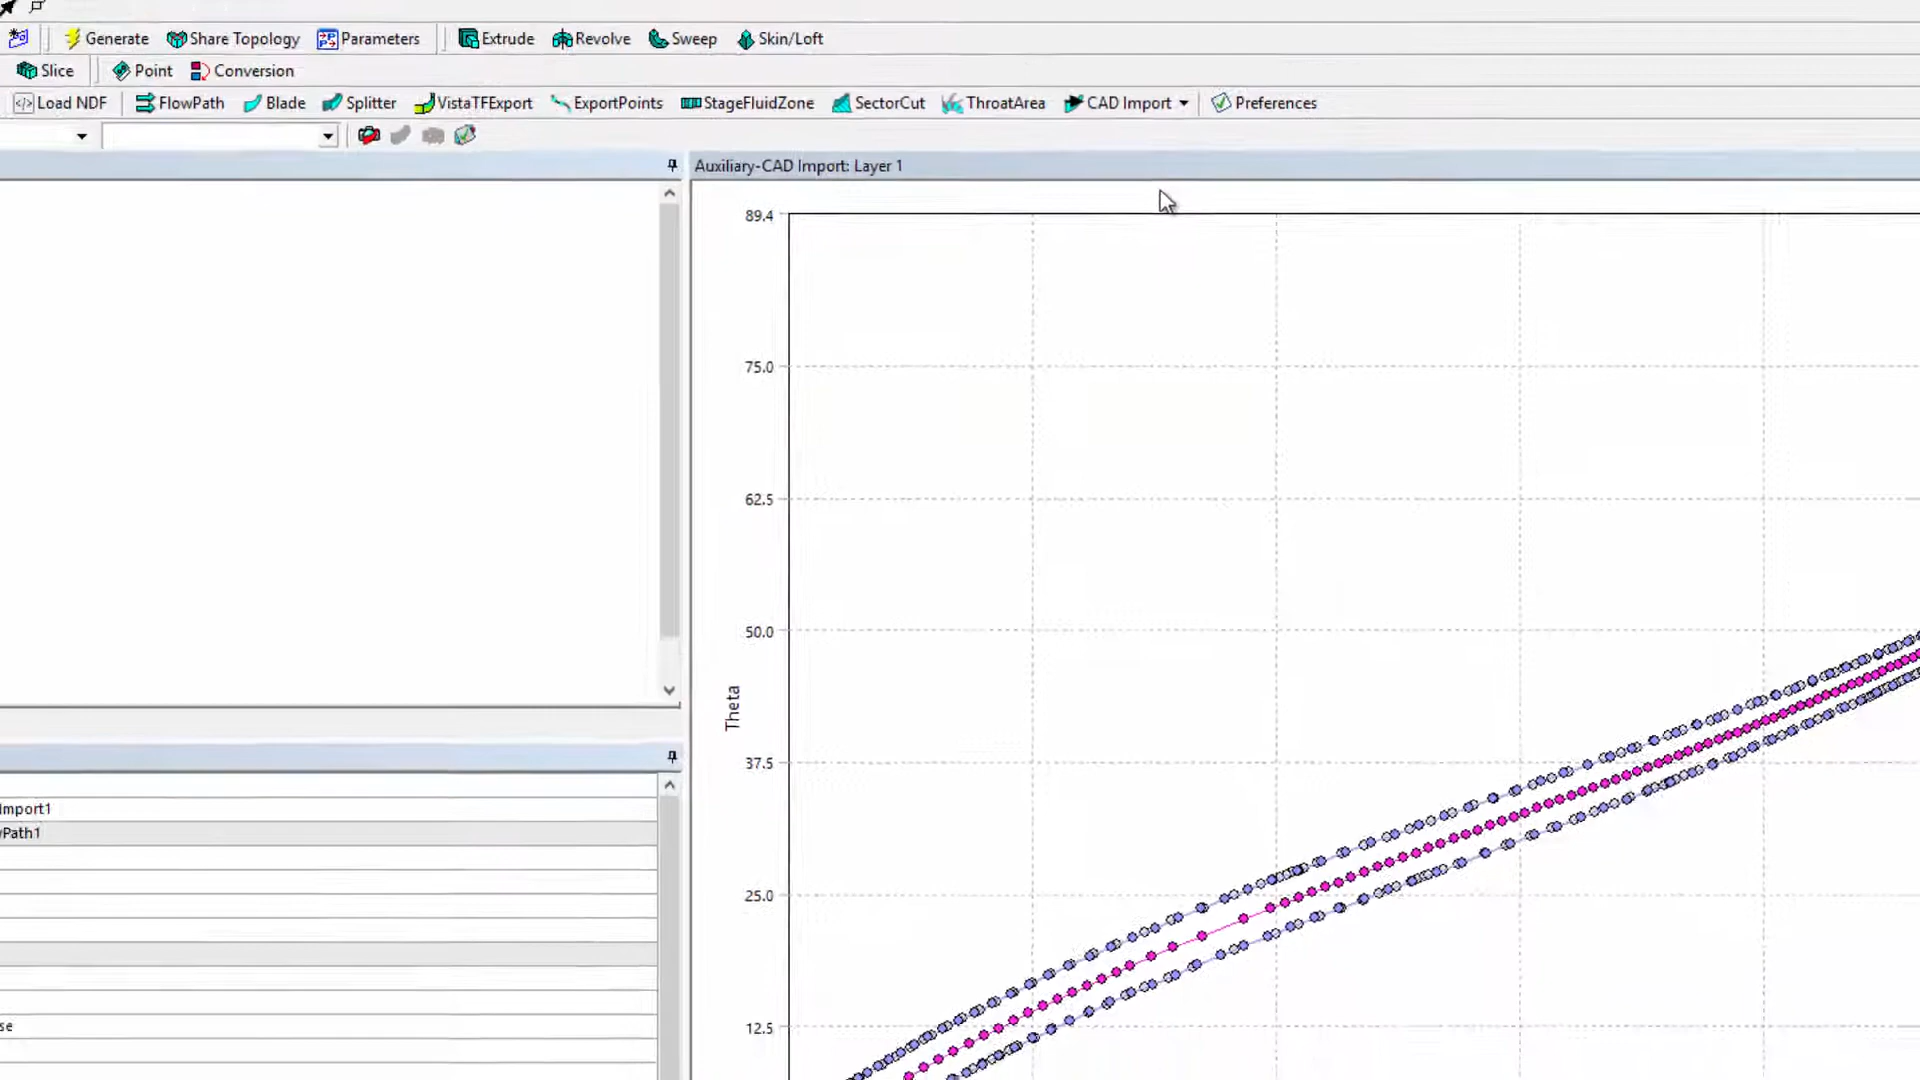 Generate Share Topology Parameters Extrude Revolve Sweep Skin/Loft
Slice Point Conversion
Load NDF FlowPath Blade Splitter VistaTFExport ExportPoints StageFluidZone SectorCut ThroatArea CAD Import Preferences
Auxiliary-CAD Import: Layer 1
89.4
75.0
62.5
50.0
Theta
37.5
25.0
12.5
Import1
Path1
se